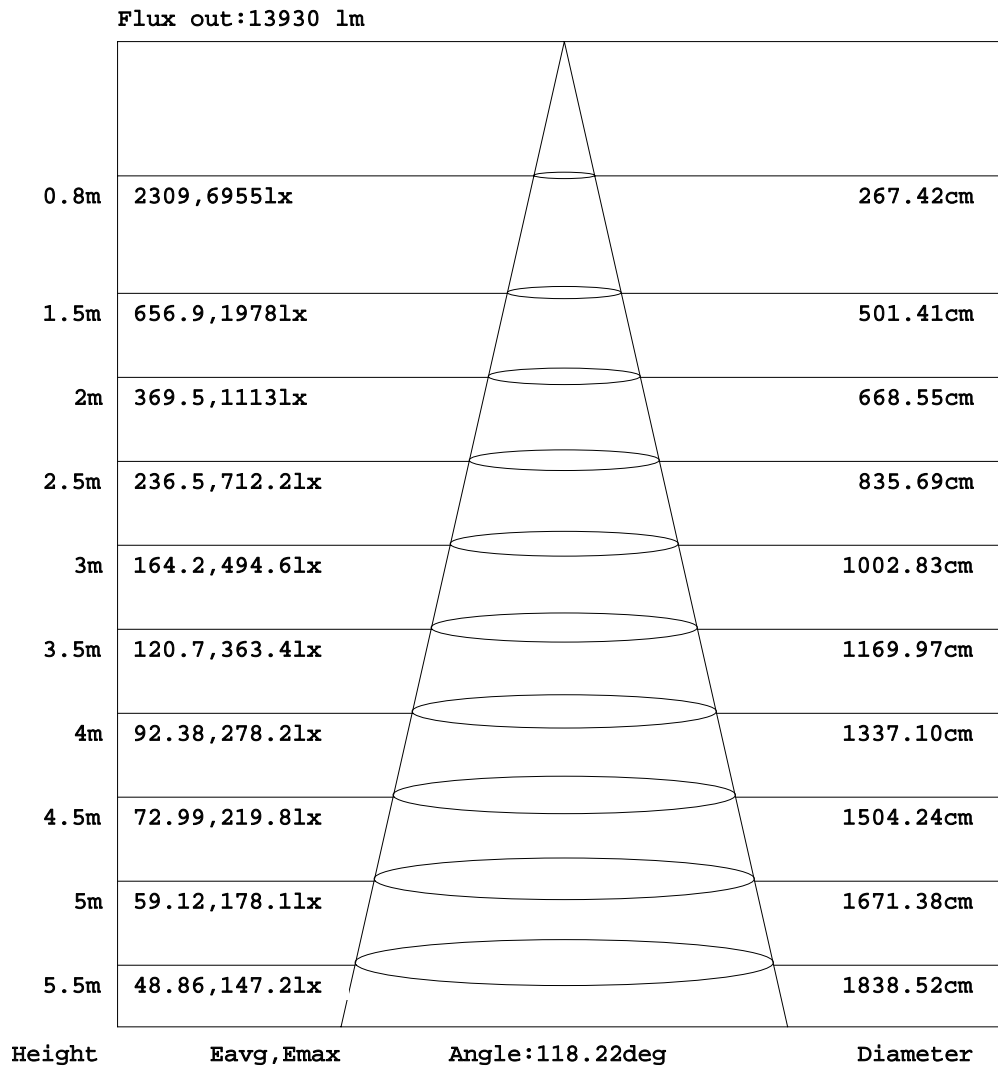 Flux out:13930 lm
0.8m 2309,6955lx 267.42cm
1.5m 656.9,1978lx 501.41cm
2m 369.5,1113lx 668.55cm
2.5m 236.5,712.2lx 835.69cm
3m 164.2,494.6lx 1002.83cm
3.5m 120.7,363.4lx 1169.97cm
4m 92.38,278.2lx 1337.10cm
4.5m 72.99,219.8lx 1504.24cm
5m 59.12,178.1lx 1671.38cm
5.5m 48.86,147.2lx 1838.52cm
Height Eavg,Emax Angle:118.22deg Diameter